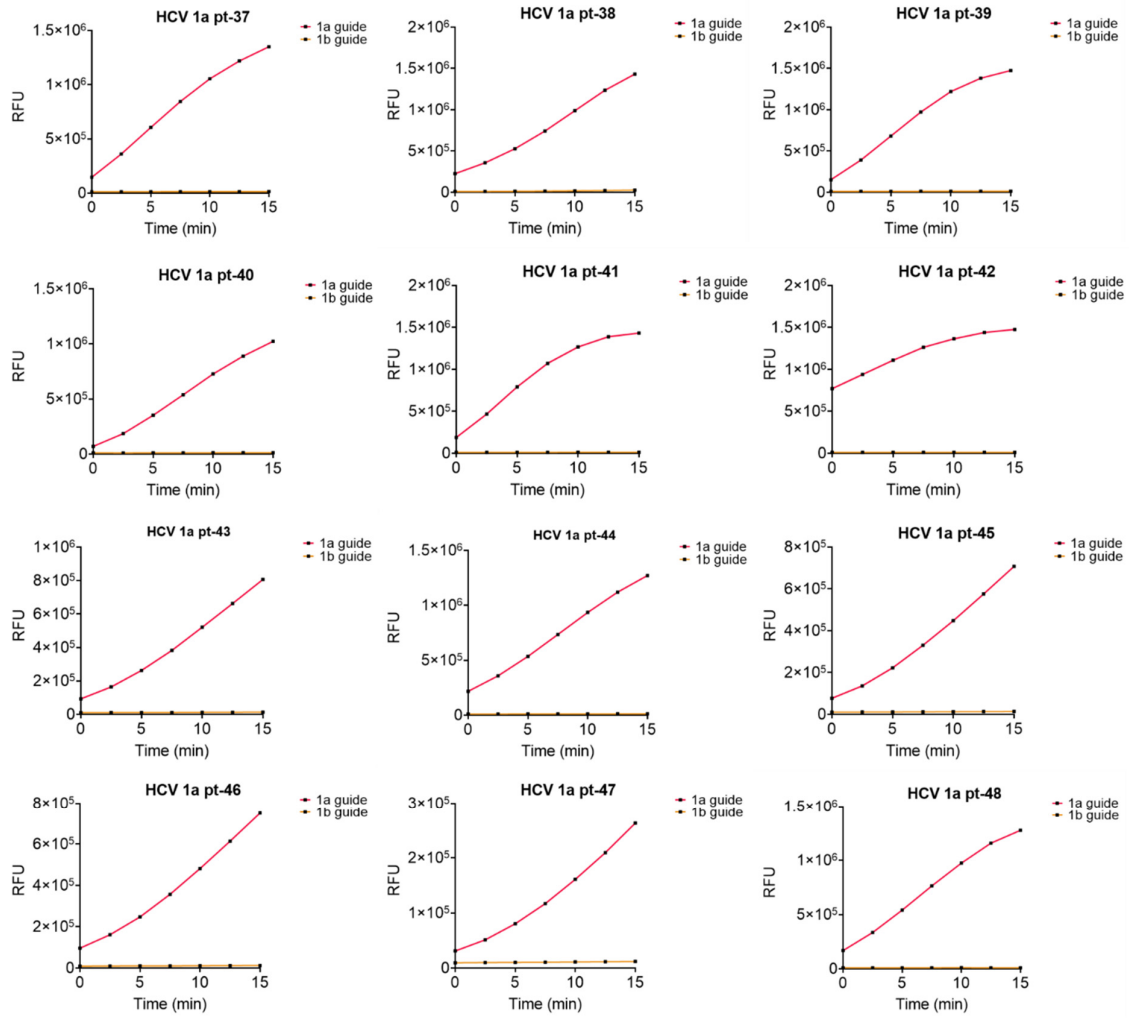 HCV 1a pt-37
1a guide
1b guide
1.5×10⁶
1×10⁶
5×10⁵
0
RFU
0 5 10 15
Time (min)
HCV 1a pt-38
1a guide
1b guide
2×10⁶
1.5×10⁶
1×10⁶
5×10⁵
0
RFU
0 5 10 15
Time (min)
HCV 1a pt-39
1a guide
1b guide
2×10⁶
1.5×10⁶
1×10⁶
5×10⁵
0
RFU
0 5 10 15
Time (min)
HCV 1a pt-40
1a guide
1b guide
1.5×10⁶
1×10⁶
5×10⁵
0
RFU
0 5 10 15
Time (min)
HCV 1a pt-41
1a guide
1b guide
2×10⁶
1.5×10⁶
1×10⁶
5×10⁵
0
RFU
0 5 10 15
Time (min)
HCV 1a pt-42
1a guide
1b guide
2×10⁶
1.5×10⁶
1×10⁶
5×10⁵
0
RFU
0 5 10 15
Time (min)
HCV 1a pt-43
1a guide
1b guide
1×10⁶
8×10⁵
6×10⁵
4×10⁵
2×10⁵
0
RFU
0 5 10 15
Time (min)
HCV 1a pt-44
1a guide
1b guide
1.5×10⁶
1×10⁶
5×10⁵
0
RFU
0 5 10 15
Time (min)
HCV 1a pt-45
1a guide
1b guide
8×10⁵
6×10⁵
4×10⁵
2×10⁵
0
RFU
0 5 10 15
Time (min)
HCV 1a pt-46
1a guide
1b guide
8×10⁵
6×10⁵
4×10⁵
2×10⁵
0
RFU
0 5 10 15
Time (min)
HCV 1a pt-47
1a guide
1b guide
3×10⁵
2×10⁵
1×10⁵
0
RFU
0 5 10 15
Time (min)
HCV 1a pt-48
1a guide
1b guide
1.5×10⁶
1×10⁶
5×10⁵
0
RFU
0 5 10 15
Time (min)